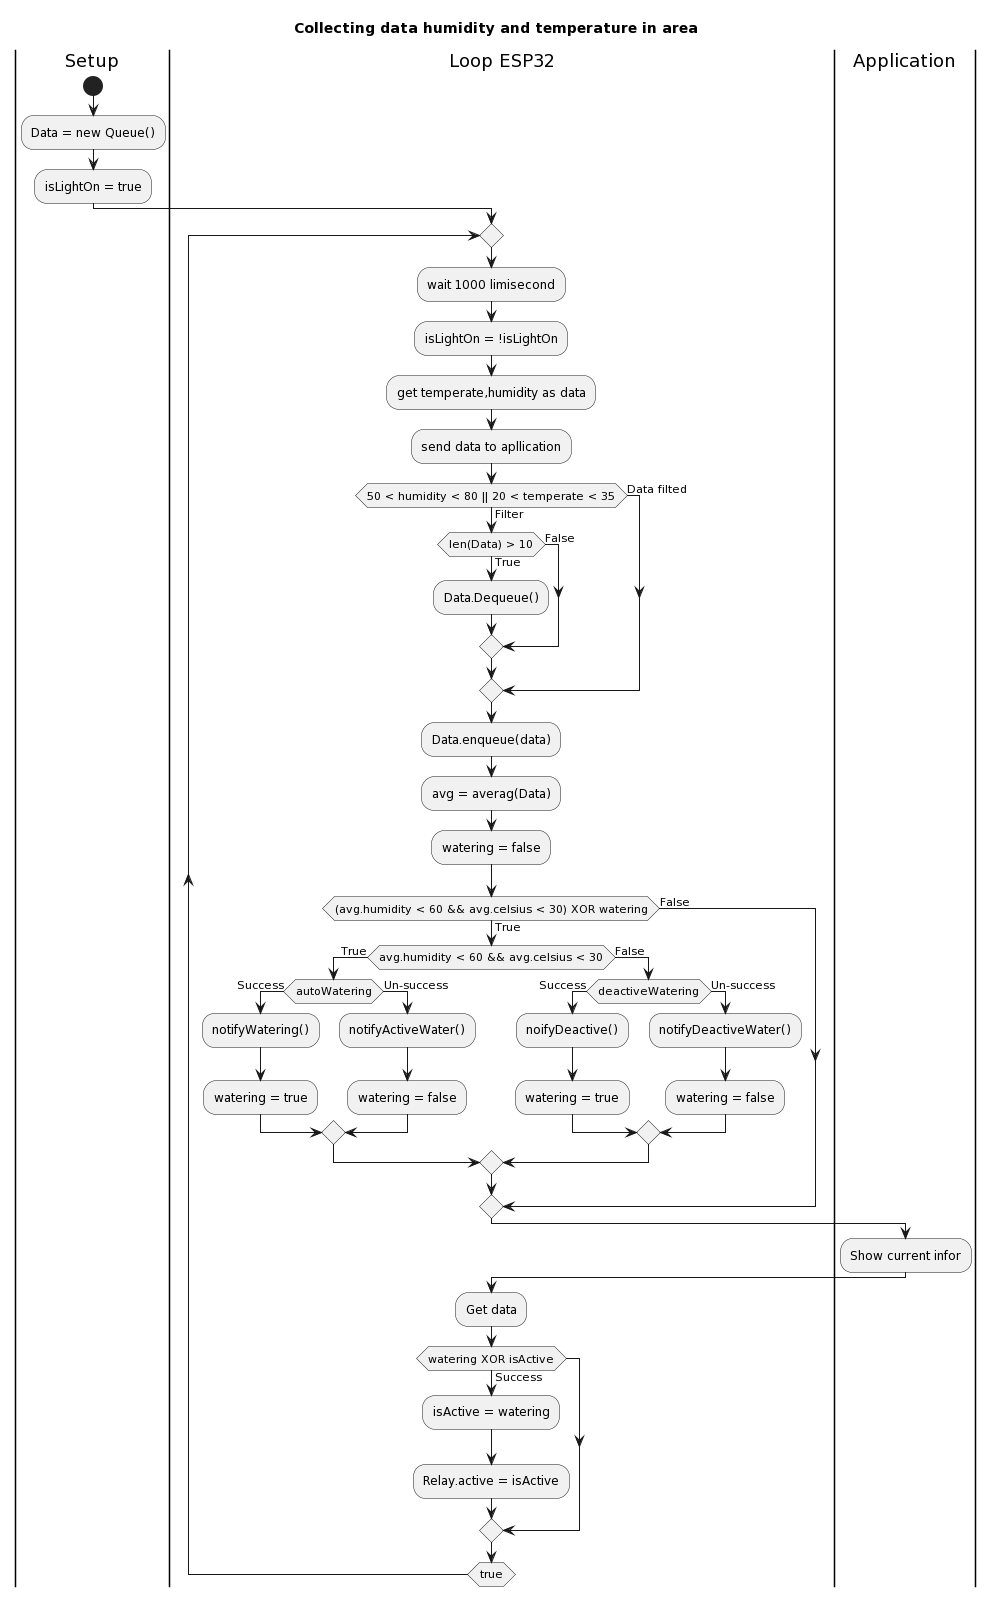 Collecting data humidity and temperature in area
Setup
Loop ESP32
Application
Data = new Queue()
isLightOn = true
wait 1000 limisecond
isLightOn = !isLightOn
get temperate,humidity as data
send data to apllication
50 < humidity < 80 || 20 < temperate < 35
Data filted
Filter
len(Data) > 10
False
True
Data.Dequeue()
Data.enqueue(data)
avg = averag(Data)
watering = false
(avg.humidity < 60 && avg.celsius < 30) XOR watering
False
True
True
avg.humidity < 60 && avg.celsius < 30
False
Success
autoWatering
Un-success
Success
deactiveWatering
Un-success
notifyWatering()
notifyActiveWater()
noifyDeactive()
notifyDeactiveWater()
watering = true
watering = false
watering = true
watering = false
Show current infor
Get data
watering XOR isActive
Success
isActive = watering
Relay.active = isActive
true